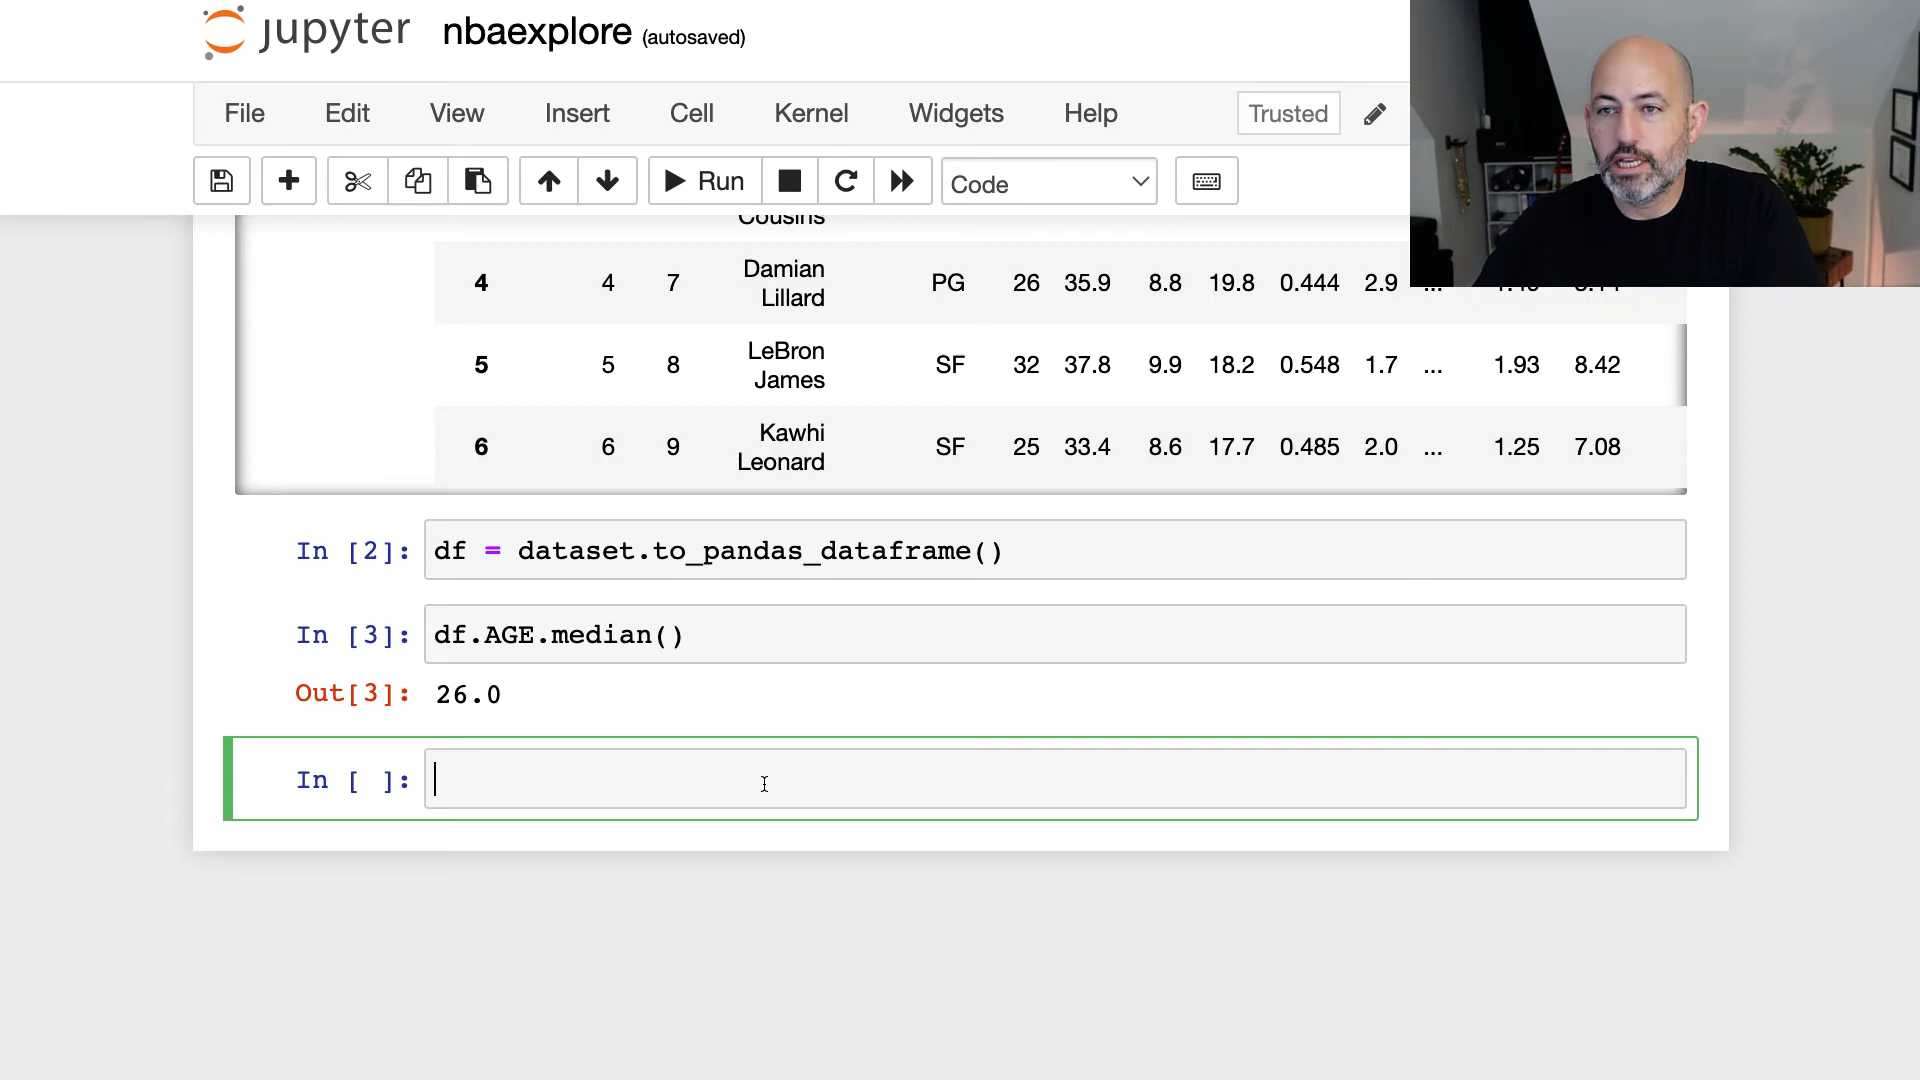 jupyter nbaexplore (autosaved)
File Edit View Insert Cell Kernel Widgets Help Trusted
Run Code
Cousins
4 4 7 Damian Lillard PG 26 35.9 8.8 19.8 0.444 2.9 ...
5 5 8 LeBron James SF 32 37.8 9.9 18.2 0.548 1.7 ... 1.93 8.42
6 6 9 Kawhi Leonard SF 25 33.4 8.6 17.7 0.485 2.0 ... 1.25 7.08
In [2]: df = dataset.to_pandas_dataframe()
In [3]: df.AGE.median()
Out[3]: 26.0
In [ ]: